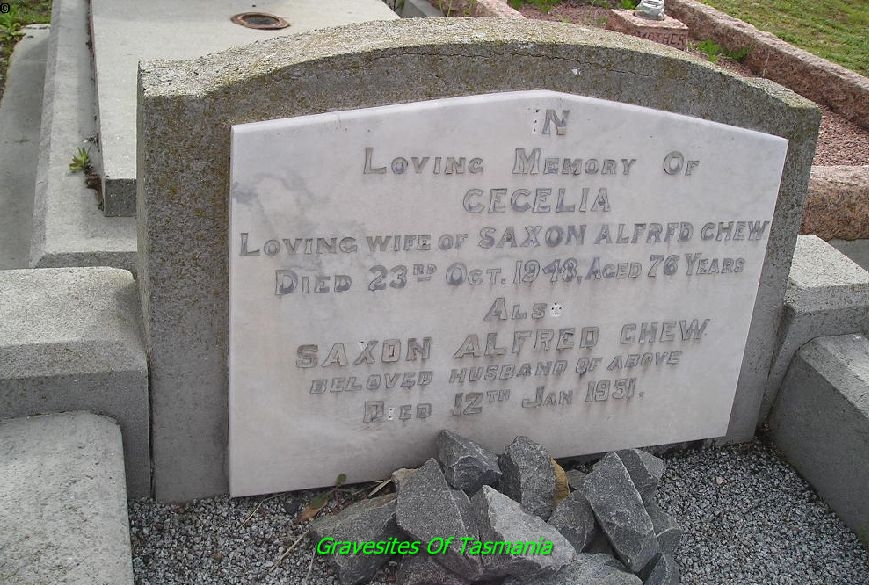 IN
LOVING MEMORY OF
CECELIA
LOVING WIFE OF SAXON ALFRED CHEW
DIED 23RD OCT. 1948, AGED 76 YEARS
ALSO
SAXON ALFRED CHEW
BELOVED HUSBAND OF ABOVE
DIED 12TH JAN 1951.
Gravesites Of Tasmania